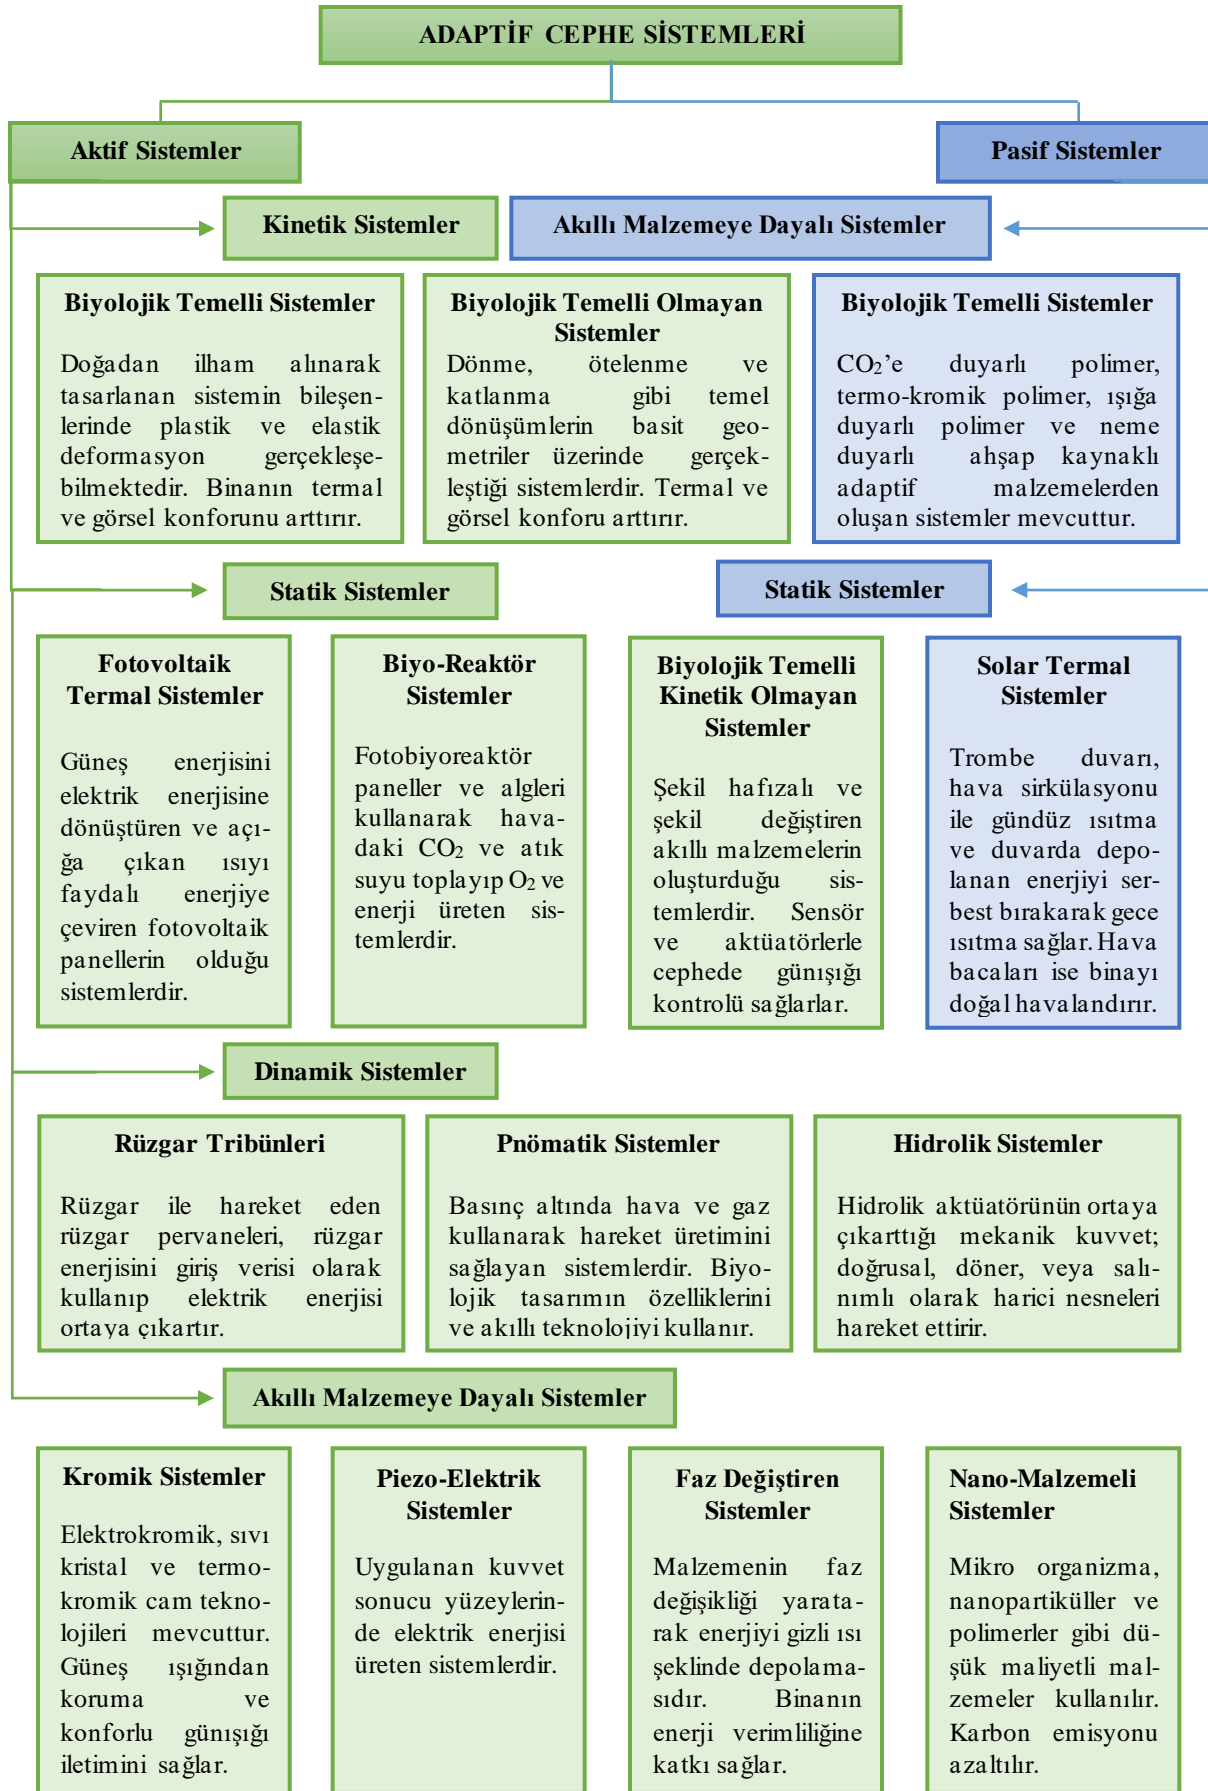 ADAPTİF CEPHE SİSTEMLERİ
Aktif Sistemler
Pasif Sistemler
Kinetik Sistemler
Akıllı Malzemeye Dayalı Sistemler
Biyolojik Temelli Sistemler
Doğadan ilham alınarak
tasarlanan sistemin bileşen-
lerinde plastik ve elastik
deformasyon gerçekleşe-
bilmektedir. Binanın termal
ve görsel konforunu arttırır.
Biyolojik Temelli Olmayan
Sistemler
Dönme, ötelenme ve
katlanma gibi temel
dönüşümlerin basit geo-
metriler üzerinde gerçek-
leştiği sistemlerdir. Termal ve
görsel konforu arttırır.
Biyolojik Temelli Sistemler
CO₂’e duyarlı polimer,
termo-kromik polimer, ışığa
duyarlı polimer ve neme
duyarlı ahşap kaynaklı
adaptif malzemelerden
oluşan sistemler mevcuttur.
Statik Sistemler
Statik Sistemler
Fotovoltaik
Termal Sistemler
Güneş enerjisini
elektrik enerjisine
dönüştüren ve açı-
ğa çıkan ısıyı
faydalı enerjiye
çeviren fotovoltaik
panellerin olduğu
sistemlerdir.
Biyo-Reaktör
Sistemler
Fotobiyoreaktör
paneller ve algleri
kullanarak hava-
daki CO₂ ve atık
suyu toplayıp O₂ ve
enerji üreten sis-
temlerdir.
Biyolojik Temelli
Kinetik Olmayan
Sistemler
Şekil hafızalı ve
şekil değiştiren
akıllı malzemelerin
oluşturduğu sis-
temlerdir. Sensör
ve aktüatörlerle
cephede günışığı
kontrolü sağlarlar.
Solar Termal
Sistemler
Trombe duvarı,
hava sirkülasyonu
ile gündüz ısıtma
ve duvarda depo-
lanan enerjiyi ser-
best bırakarak gece
ısıtma sağlar. Hava
bacaları ise binayı
doğal havalandırır.
Dinamik Sistemler
Rüzgar Tribünleri
Rüzgar ile hareket eden
rüzgar pervaneleri, rüzgar
enerjisini giriş verisi olarak
kullanıp elektrik enerjisi
ortaya çıkartır.
Pnömatik Sistemler
Basınç altında hava ve gaz
kullanarak hareket üretimini
sağlayan sistemlerdir. Biyo-
lojik tasarımın özelliklerini
ve akıllı teknolojiyi kullanır.
Hidrolik Sistemler
Hidrolik aktüatörünün ortaya
çıkarttığı mekanik kuvvet;
doğrusal, döner, veya salı-
nımlı olarak harici nesneleri
hareket ettirir.
Akıllı Malzemeye Dayalı Sistemler
Kromik Sistemler
Elektrokromik, sıvı
kristal ve termo-
kromik cam tekno-
lojileri mevcuttur.
Güneş ışığından
koruma ve
konforlu günışığı
iletimini sağlar.
Piezo-Elektrik
Sistemler
Uygulanan kuvvet
sonucu yüzeylerin-
de elektrik enerjisi
üreten sistemlerdir.
Faz Değiştiren
Sistemler
Malzemenin faz
değişikliği yarata-
rak enerjiyi gizli ısı
şeklinde depolama-
sıdır. Binanın
enerji verimliliğine
katkı sağlar.
Nano-Malzemeli
Sistemler
Mikro organizma,
nanopartiküller ve
polimerler gibi dü-
şük maliyetli mal-
zemeler kullanılır.
Karbon emisyonu
azaltılır.